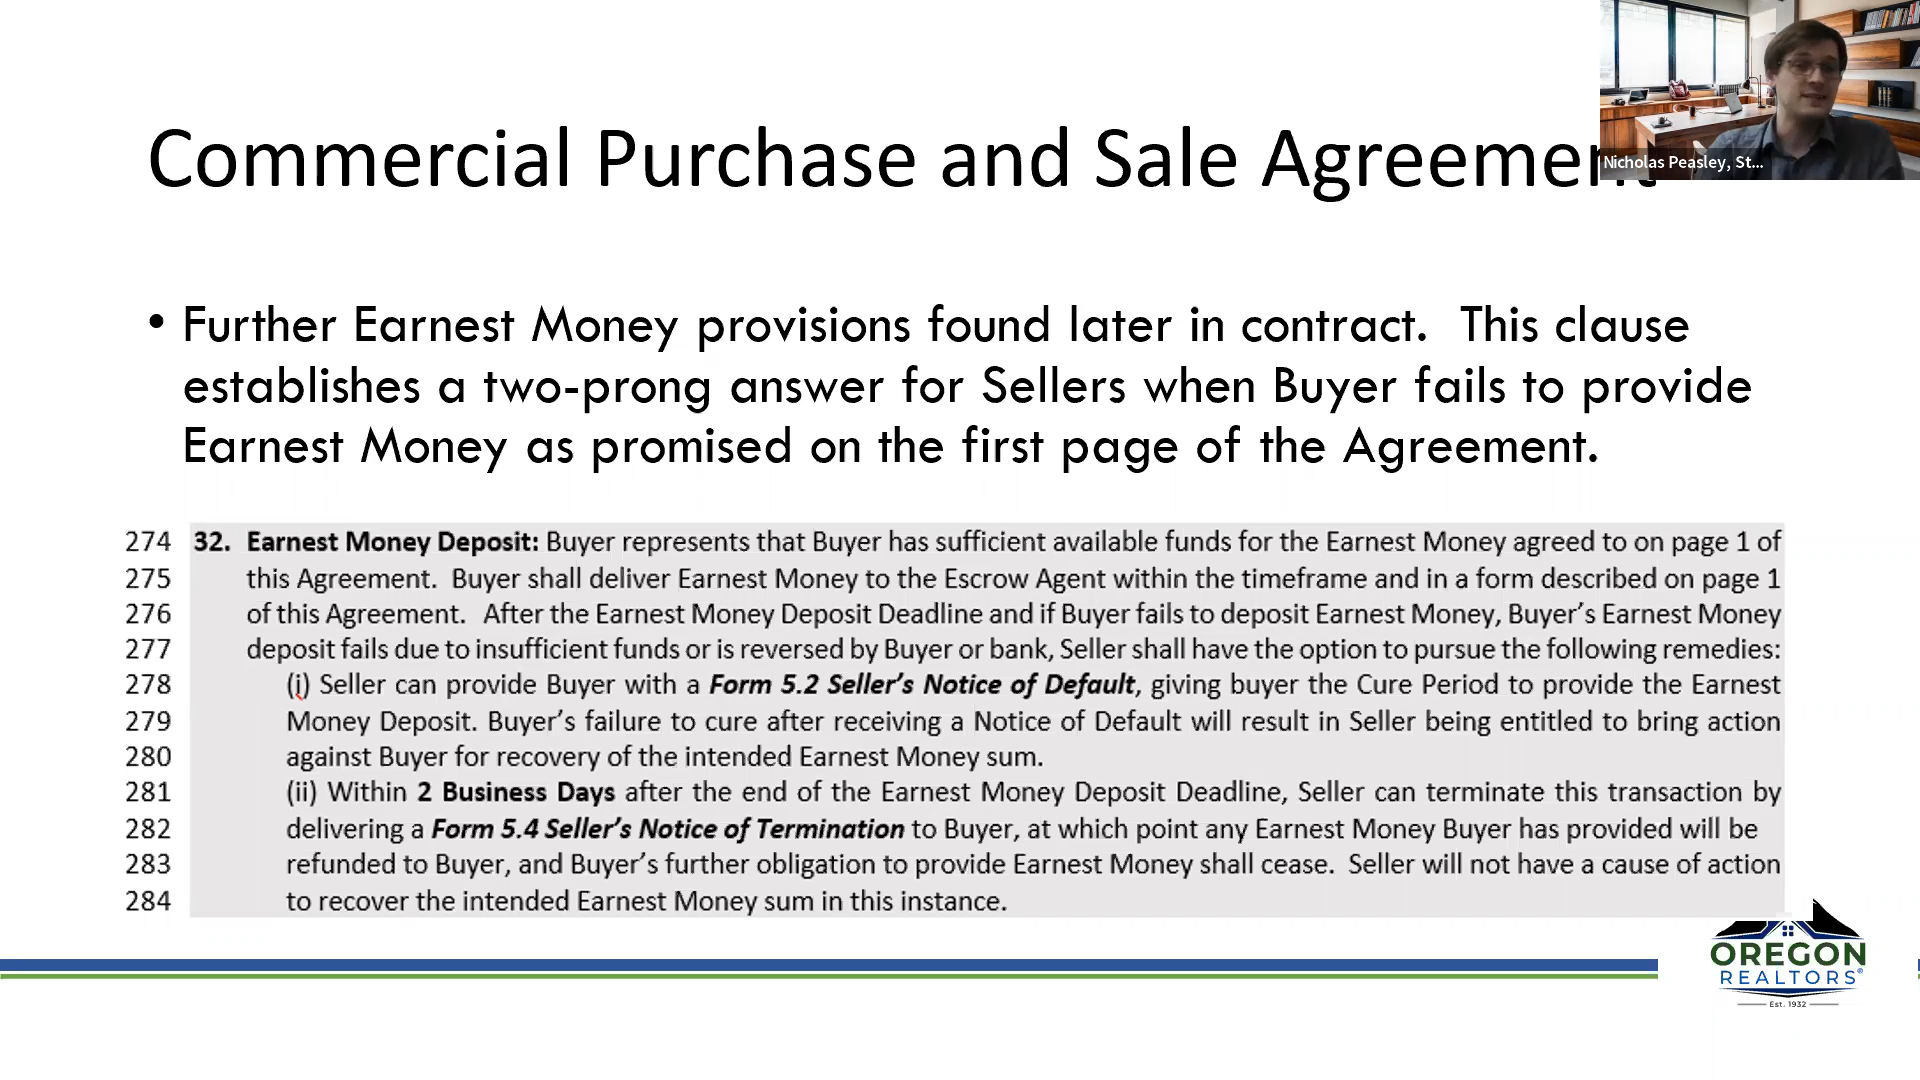 Nicholas Peasley, St...
Commercial Purchase and Sale Agreement
• Further Earnest Money provisions found later in contract.  This clause
establishes a two-prong answer for Sellers when Buyer fails to provide
Earnest Money as promised on the first page of the Agreement.
274 32. Earnest Money Deposit: Buyer represents that Buyer has sufficient available funds for the Earnest Money agreed to on page 1 of
275 this Agreement.  Buyer shall deliver Earnest Money to the Escrow Agent within the timeframe and in a form described on page 1
276 of this Agreement.  After the Earnest Money Deposit Deadline and if Buyer fails to deposit Earnest Money, Buyer’s Earnest Money
277 deposit fails due to insufficient funds or is reversed by Buyer or bank, Seller shall have the option to pursue the following remedies:
278 (i) Seller can provide Buyer with a Form 5.2 Seller’s Notice of Default, giving buyer the Cure Period to provide the Earnest
279 Money Deposit. Buyer’s failure to cure after receiving a Notice of Default will result in Seller being entitled to bring action
280 against Buyer for recovery of the intended Earnest Money sum.
281 (ii) Within 2 Business Days after the end of the Earnest Money Deposit Deadline, Seller can terminate this transaction by
282 delivering a Form 5.4 Seller’s Notice of Termination to Buyer, at which point any Earnest Money Buyer has provided will be
283 refunded to Buyer, and Buyer’s further obligation to provide Earnest Money shall cease.  Seller will not have a cause of action
284 to recover the intended Earnest Money sum in this instance.
OREGON
REALTORS®
Est. 1932